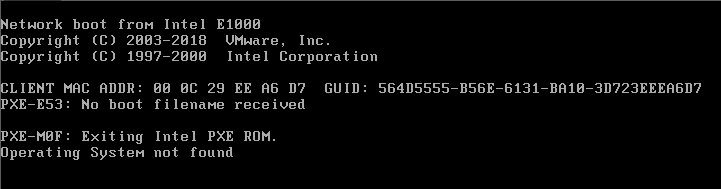 Network boot from Intel E1000
Copyright (C) 2003-2018  VMware, Inc.
Copyright (C) 1997-2000  Intel Corporation
CLIENT MAC ADDR: 00 0C 29 EE A6 D7  GUID: 564D5555-B56E-6131-BA10-3D723EEEA6D7
PXE-E53: No boot filename received
PXE-M0F: Exiting Intel PXE ROM.
Operating System not found